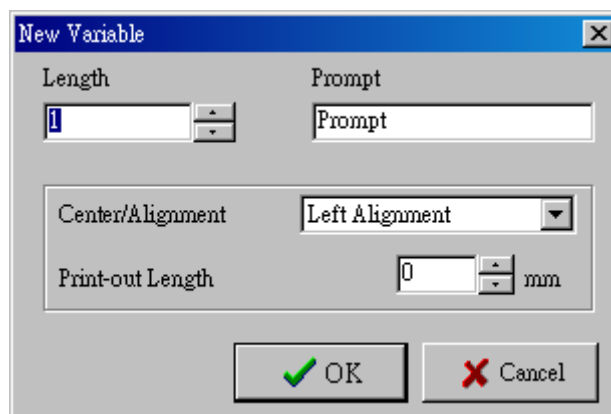 New Variable
Length Prompt
1 Prompt
Center/Alignment Left Alignment
Print-out Length 0 mm
OK Cancel